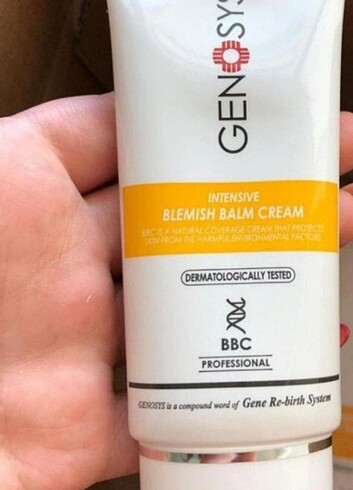 GENOSYS
INTENSIVE
BLEMISH BALM CREAM
BBC IS A NATURAL COVERAGE CREAM THAT PROTECTS
SKIN FROM THE HARMFUL ENVIRONMENTAL FACTORS
DERMATOLOGICALLY TESTED
BBC
PROFESSIONAL
GENOSYS is a compound word of Gene Re-birth System